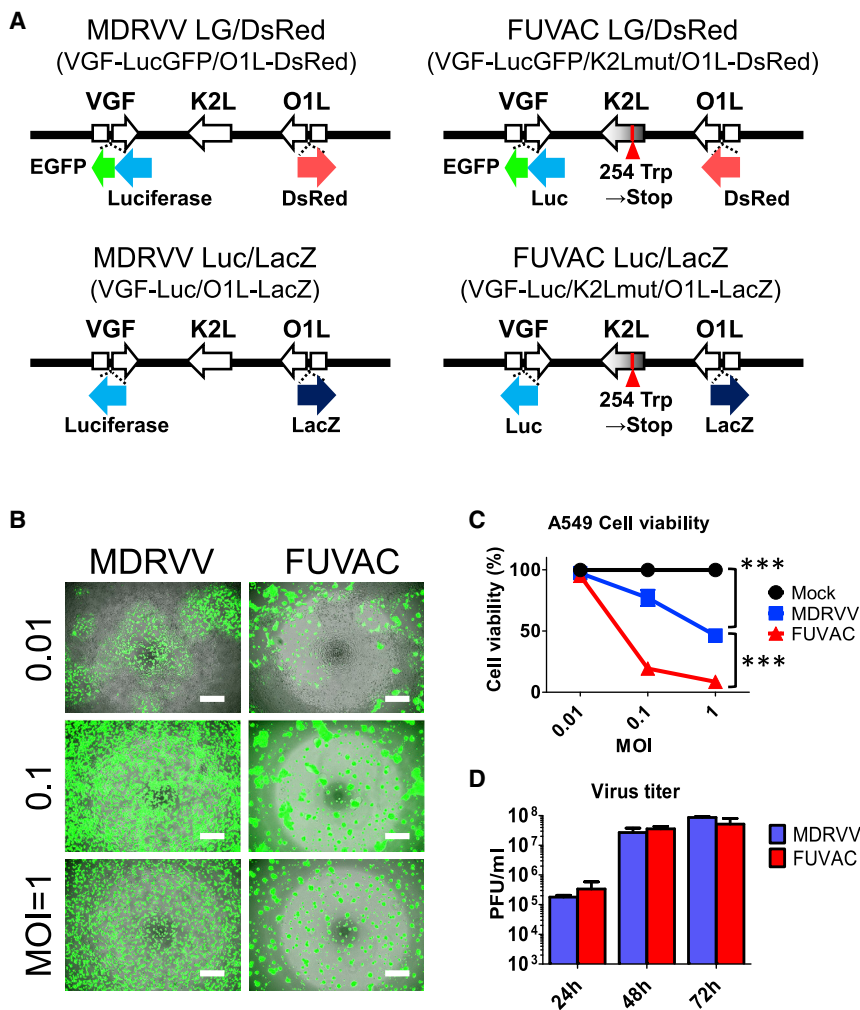 A
MDRVV LG/DsRed
(VGF-LucGFP/O1L-DsRed)
VGF K2L O1L
EGFP
Luciferase DsRed
FUVAC LG/DsRed
(VGF-LucGFP/K2Lmut/O1L-DsRed)
VGF K2L O1L
EGFP
Luc 254 Trp DsRed
→Stop
MDRVV Luc/LacZ
(VGF-Luc/O1L-LacZ)
VGF K2L O1L
Luciferase LacZ
FUVAC Luc/LacZ
(VGF-Luc/K2Lmut/O1L-LacZ)
VGF K2L O1L
Luc 254 Trp LacZ
→Stop
B
MDRVV FUVAC
0.01
0.1
MOI=1
C
A549 Cell viability
Cell viability (%)
100
50
0
0.01 0.1 1
MOI
***
***
Mock
MDRVV
FUVAC
D
Virus titer
PFU/ml
10⁸
10⁷
10⁶
10⁵
10⁴
10³
24h 48h 72h
MDRVV
FUVAC